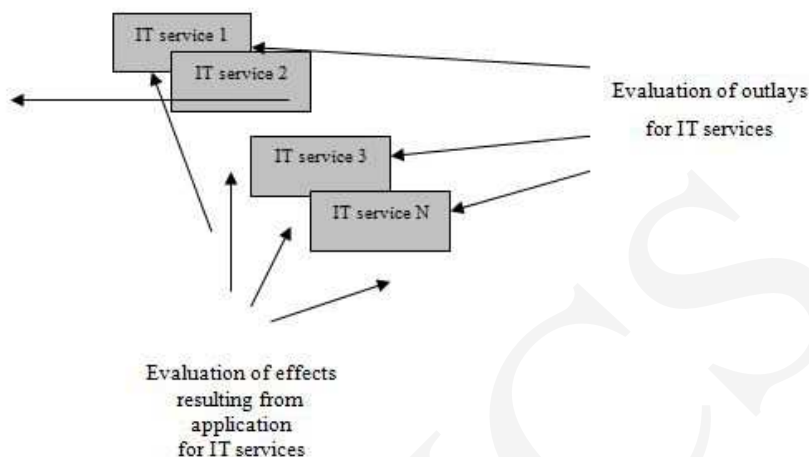 IT service 1
IT service 2
Evaluation of outlays
for IT services
IT service 3
IT service N
Evaluation of effects
resulting from
application
for IT services